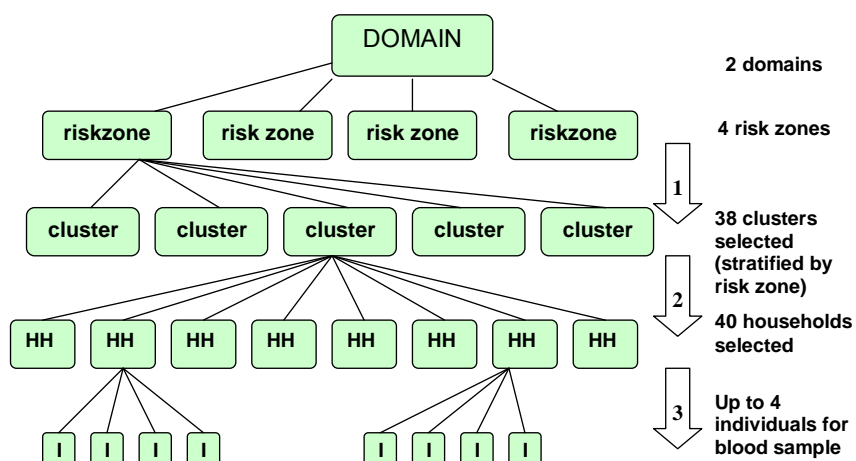 DOMAIN
2 domains
riskzone risk zone risk zone riskzone
4 risk zones
1
cluster cluster cluster cluster cluster
38 clusters
selected
(stratified by
risk zone)
2
HH HH HH HH HH HH HH HH
40 households
selected
3
Up to 4
individuals for
blood sample
I I I I I I I I